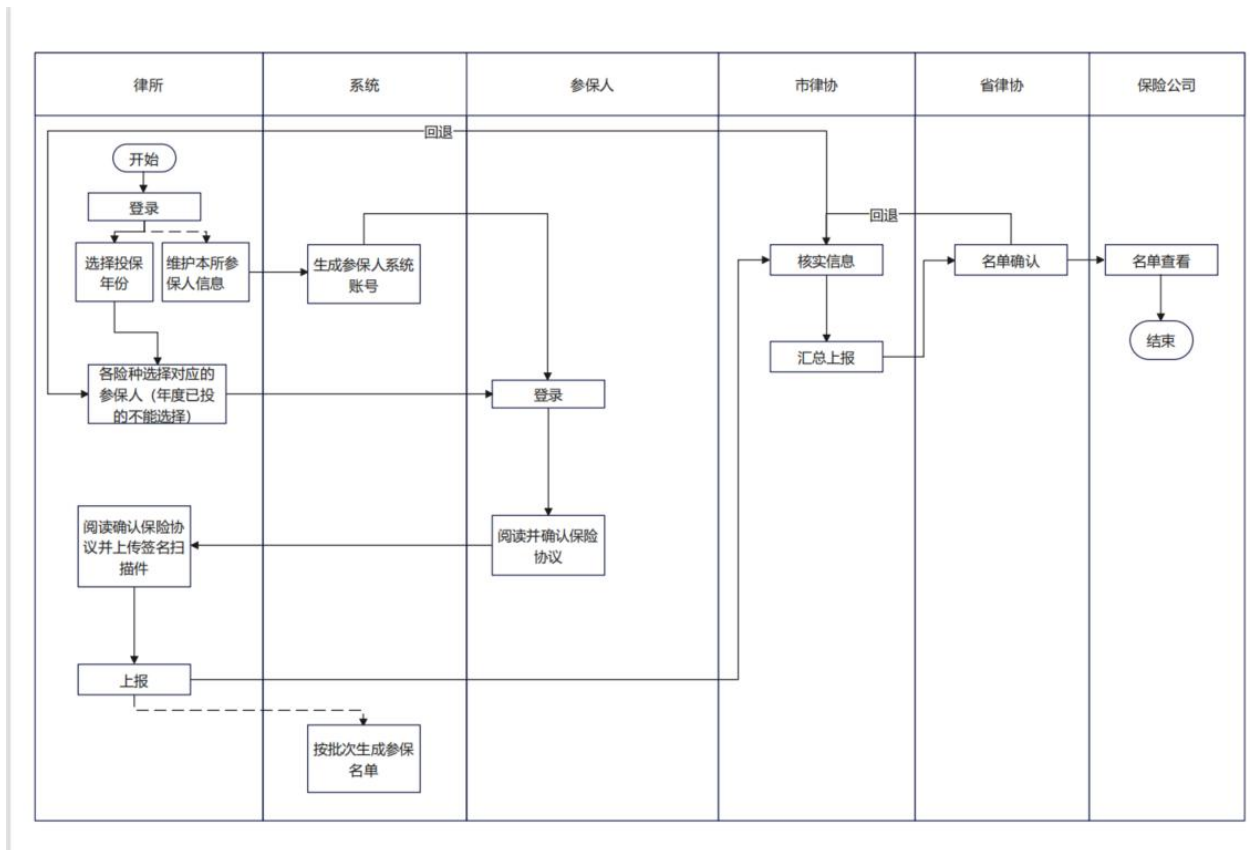 律所
系统
参保人
市律协
省律协
保险公司
回退
开始
登录
回退
选择投保
年份
维护本所参
保人信息
生成参保人系统
账号
核实信息
名单确认
名单查看
结束
汇总上报
各险种选择对应的
参保人（年度已投
的不能选择）
登录
阅读确认保险协
议并上传签名扫
描件
阅读并确认保险
协议
上报
按批次生成参保
名单